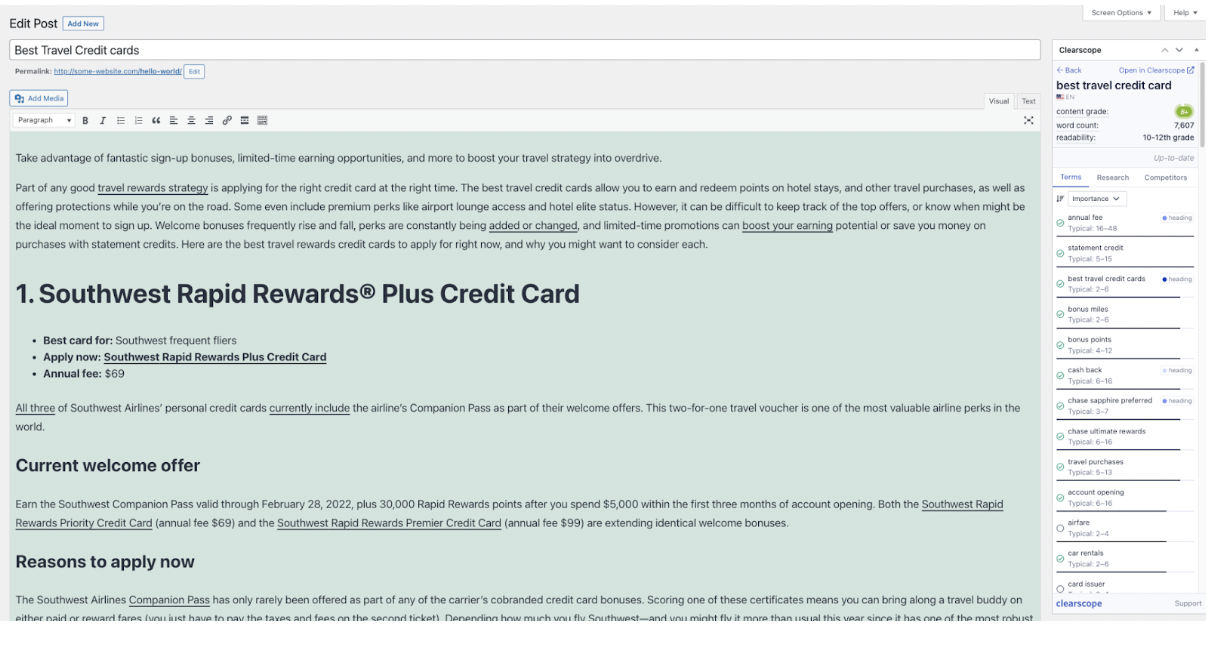 Screen Options ▼ Help ▼
Edit Post Add New
Best Travel Credit cards
Permalink: http://some-website.com/hello-world/ Edit
Add Media
Visual Text
Paragraph B I
Take advantage of fantastic sign-up bonuses, limited-time earning opportunities, and more to boost your travel strategy into overdrive.
Part of any good travel rewards strategy is applying for the right credit card at the right time. The best travel credit cards allow you to earn and redeem points on hotel stays, and other travel purchases, as well as
offering protections while you're on the road. Some even include premium perks like airport lounge access and hotel elite status. However, it can be difficult to keep track of the top offers, or know when might be
the ideal moment to sign up. Welcome bonuses frequently rise and fall, perks are constantly being added or changed, and limited-time promotions can boost your earning potential or save you money on
purchases with statement credits. Here are the best travel rewards credit cards to apply for right now, and why you might want to consider each.
1. Southwest Rapid Rewards® Plus Credit Card
• Best card for: Southwest frequent fliers
• Apply now: Southwest Rapid Rewards Plus Credit Card
• Annual fee: $69
All three of Southwest Airlines' personal credit cards currently include the airline's Companion Pass as part of their welcome offers. This two-for-one travel voucher is one of the most valuable airline perks in the
world.
Current welcome offer
Earn the Southwest Companion Pass valid through February 28, 2022, plus 30,000 Rapid Rewards points after you spend $5,000 within the first three months of account opening. Both the Southwest Rapid
Rewards Priority Credit Card (annual fee $69) and the Southwest Rapid Rewards Premier Credit Card (annual fee $99) are extending identical welcome bonuses.
Reasons to apply now
The Southwest Airlines Companion Pass has only rarely been offered as part of any of the carrier's cobranded credit card bonuses. Scoring one of these certificates means you can bring along a travel buddy on
either paid or reward fares (you just have to pay the taxes and fees on the second ticket). Depending how much you fly Southwest—and you might fly it more than usual this year since it has one of the most robust
Clearscope
Back Open in Clearscope
best travel credit card
EN
content grade:
word count: 7,607
readability: 10-12th grade
Up-to-date
Terms Research Competitors
Importance
annual fee heading
Typical: 16–48
statement credit
Typical: 5–15
best travel credit cards heading
Typical: 2–6
bonus miles
Typical: 2–6
bonus points
Typical: 4–12
cash back heading
Typical: 6–16
chase sapphire preferred heading
Typical: 3–7
chase ultimate rewards
Typical: 6–16
travel purchases
Typical: 5–13
account opening
Typical: 6–16
airfare
Typical: 2–4
car rentals
Typical: 2–6
card issuer
clearscope Support